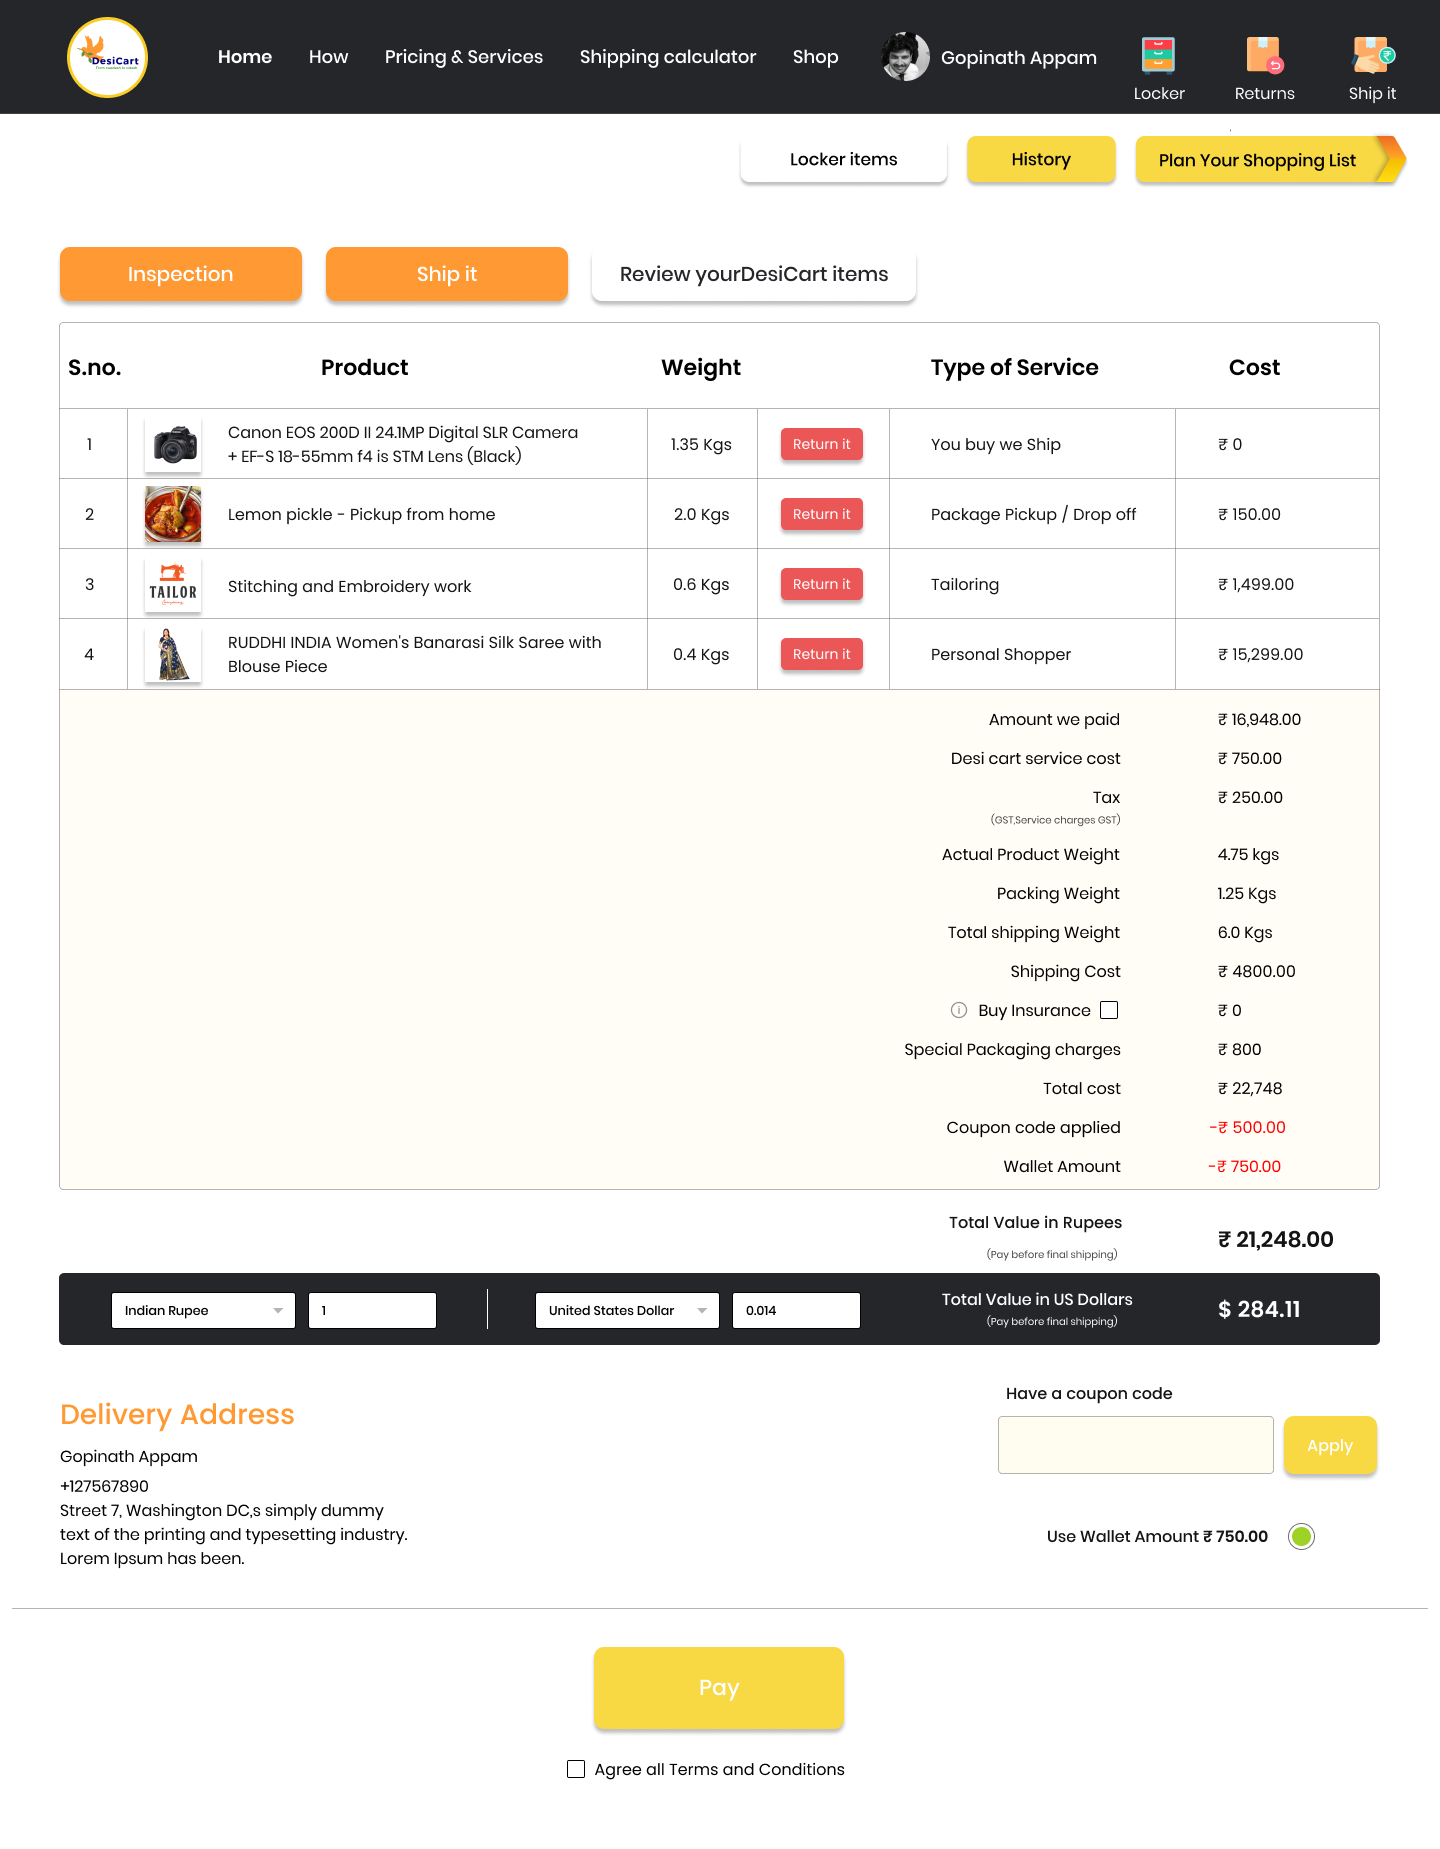 DesiCart
Home How Pricing & Services Shipping calculator Shop Gopinath Appam
Locker Returns Ship it
Locker items History Plan Your Shopping List
Inspection Ship it Review yourDesiCart items
S.no. Product Weight Type of Service Cost
1 Canon EOS 200D II 24.1MP Digital SLR Camera
+ EF-S 18-55mm f4 is STM Lens (Black) 1.35 Kgs Return it You buy we Ship ₹ 0
2 Lemon pickle - Pickup from home 2.0 Kgs Return it Package Pickup / Drop off ₹ 150.00
TAILOR
3 Stitching and Embroidery work 0.6 Kgs Return it Tailoring ₹ 1,499.00
4 RUDDHI INDIA Women's Banarasi Silk Saree with
Blouse Piece 0.4 Kgs Return it Personal Shopper ₹ 15,299.00
Amount we paid ₹ 16,948.00
Desi cart service cost ₹ 750.00
Tax ₹ 250.00
(GST,Service charges GST)
Actual Product Weight 4.75 kgs
Packing Weight 1.25 Kgs
Total shipping Weight 6.0 Kgs
Shipping Cost ₹ 4800.00
Buy Insurance ₹ 0
Special Packaging charges ₹ 800
Total cost ₹ 22,748
Coupon code applied -₹ 500.00
Wallet Amount -₹ 750.00
Total Value in Rupees ₹ 21,248.00
(Pay before final shipping)
Indian Rupee 1 United States Dollar 0.014 Total Value in US Dollars $ 284.11
(Pay before final shipping)
Have a coupon code
Apply
Delivery Address
Gopinath Appam
+127567890
Street 7, Washington DC,s simply dummy
text of the printing and typesetting industry.
Lorem Ipsum has been.
Use Wallet Amount ₹ 750.00
Pay
Agree all Terms and Conditions